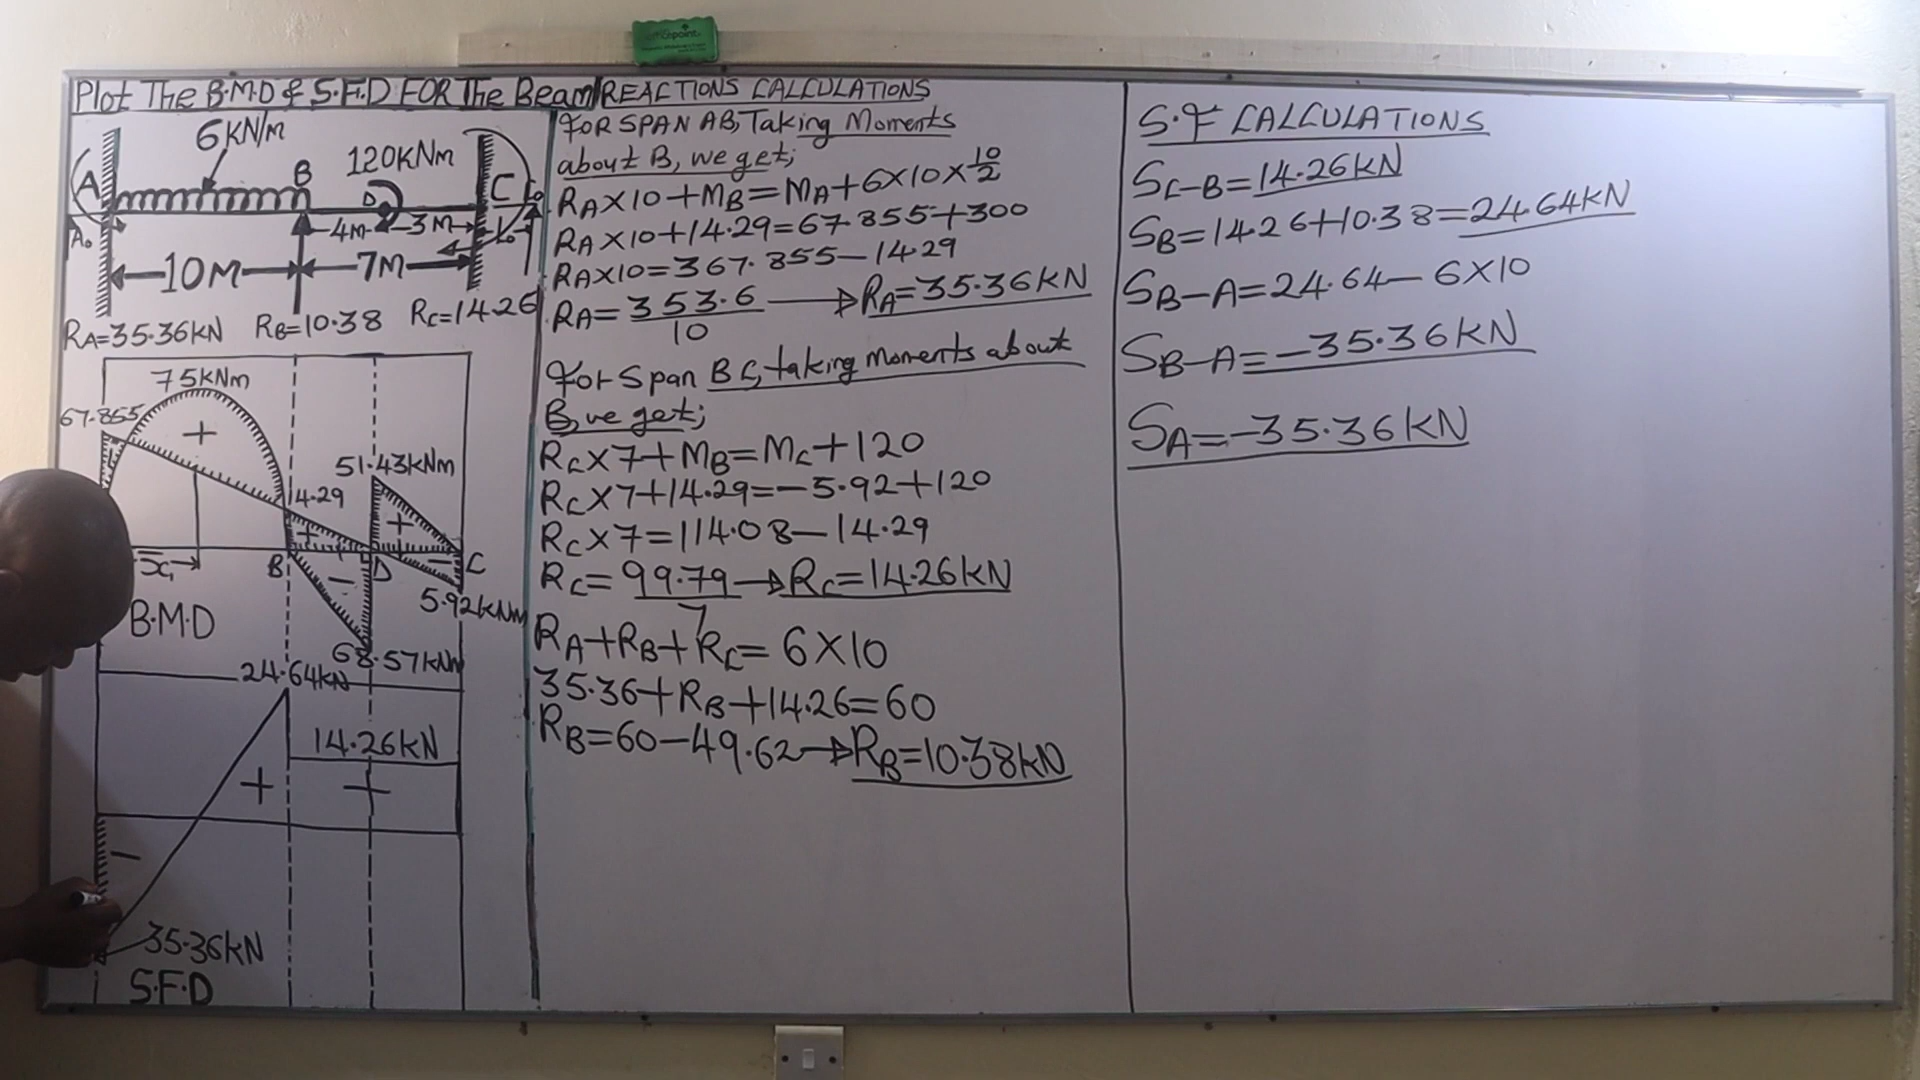 Plot The B.M.D & S.F.D FOR The Beam
6KN/m
120KNm
A
B
D
C
A₀
4M
3M
10M
7M
RA=35.36KN
RB=10.38
RC=14.26
75KNm
67.855
+
14.29
51.43KNm
+
+
-
-
x̄₁
B
D
C
5.92KNm
B.M.D
68.57KNm
24.64KN
14.26KN
+
+
-
35.36KN
S.F.D
REACTIONS CALCULATIONS
FOR SPAN AB, Taking Moments
about B, we get;
RA×10+MB=MA+6×10×10/2
RA×10+14.29=67.855+300
RA×10=367.855-14.29
RA=353.6/10→RA=35.36KN
For Span BC, taking Moments about
B, we get;
RC×7+MB=MC+120
RC×7+14.29=-5.92+120
RC×7=114.08-14.29
RC=99.79/7→RC=14.26KN
RA+RB+RC=6×10
35.36+RB+14.26=60
RB=60-49.62→RB=10.38KN
S.F CALCULATIONS
SC-B=14.26KN
SB=14.26+10.38=24.64KN
SB-A=24.64-6×10
SB-A=-35.36KN
SA=-35.36KN